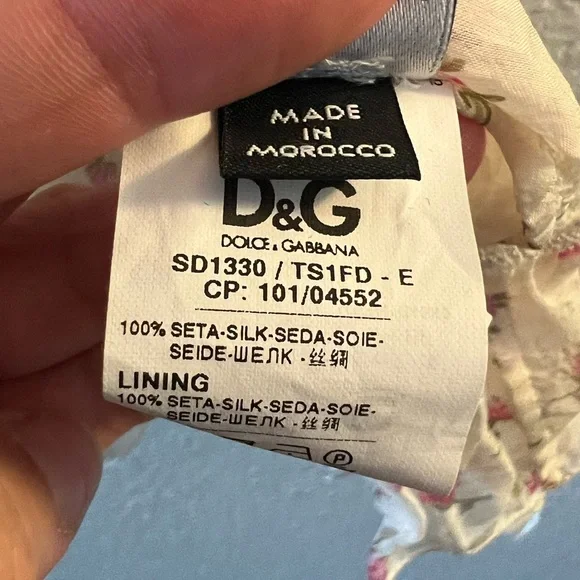 MADE
IN
MOROCCO
D&G
DOLCE & GABBANA
SD1330 / TS1FD - E
CP: 101/04552
100% SETA-SILK-SEDA-SOIE-
SEIDE-ШЕЛК -丝绸
LINING
100% SETA-SILK-SEDA-SOIE-
SEIDE-ШЕЛК -丝绸
P